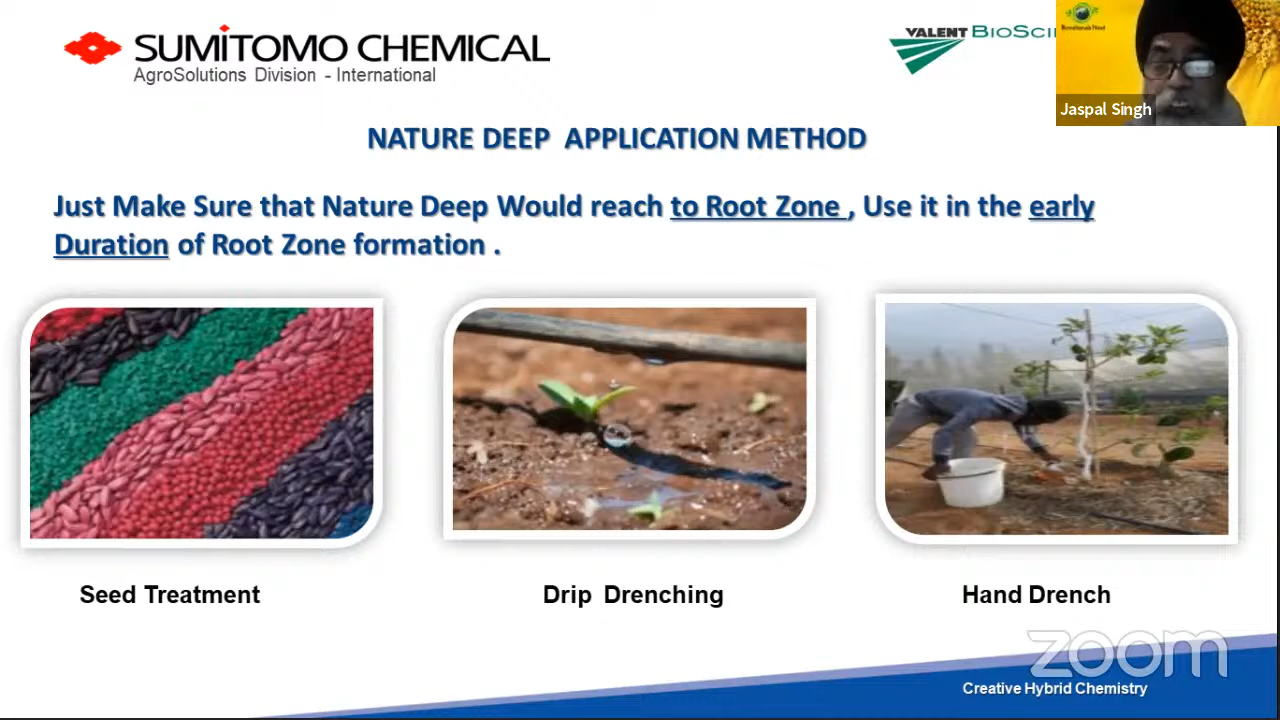 SUMITOMO CHEMICAL
AgroSolutions Division - International
VALENT
Jaspal Singh
NATURE DEEP APPLICATION METHOD
Just Make Sure that Nature Deep Would reach to Root Zone , Use it in the early
Duration of Root Zone formation .
Seed Treatment
Drip Drenching
Hand Drench
zoom
Creative Hybrid Chemistry